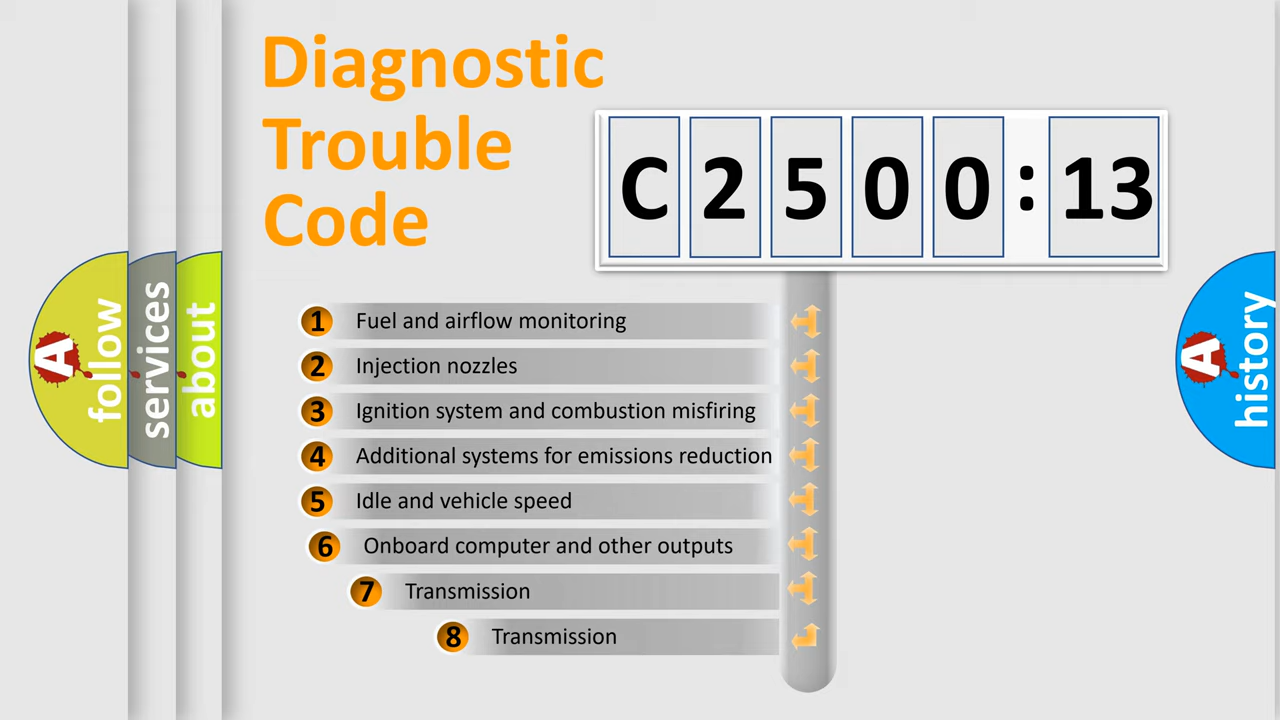 Diagnostic
Trouble
Code
C 2 5 0 0 : 13
1 Fuel and airflow monitoring
2 Injection nozzles
3 Ignition system and combustion misfiring
4 Additional systems for emissions reduction
5 Idle and vehicle speed
6 Onboard computer and other outputs
7 Transmission
8 Transmission
A follow
services
about
A history